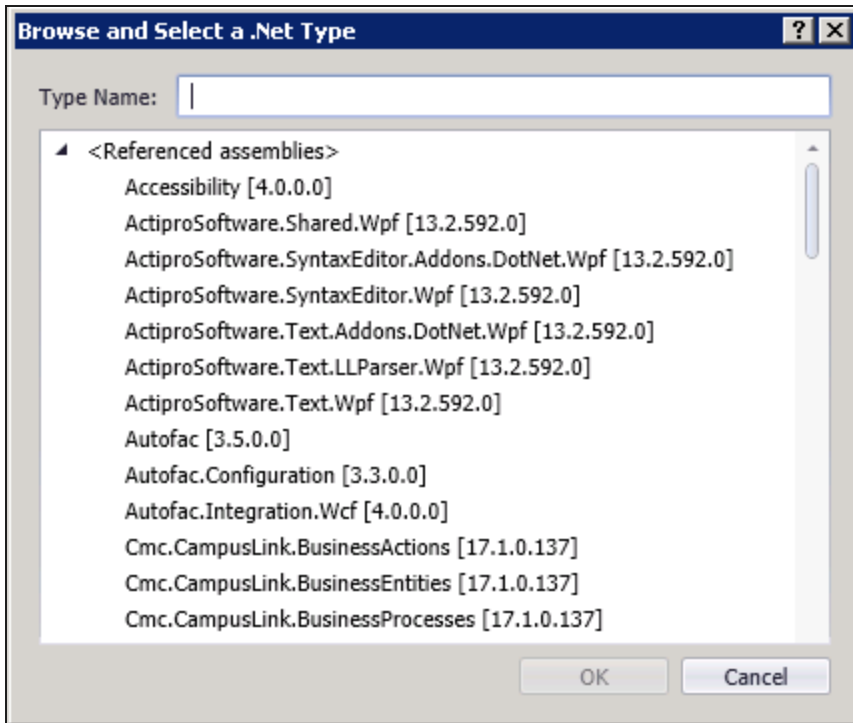 Browse and Select a .Net Type
Type Name:
<Referenced assemblies>
Accessibility [4.0.0.0]
ActiproSoftware.Shared.Wpf [13.2.592.0]
ActiproSoftware.SyntaxEditor.Addons.DotNet.Wpf [13.2.592.0]
ActiproSoftware.SyntaxEditor.Wpf [13.2.592.0]
ActiproSoftware.Text.Addons.DotNet.Wpf [13.2.592.0]
ActiproSoftware.Text.LLParser.Wpf [13.2.592.0]
ActiproSoftware.Text.Wpf [13.2.592.0]
Autofac [3.5.0.0]
Autofac.Configuration [3.3.0.0]
Autofac.Integration.Wcf [4.0.0.0]
Cmc.CampusLink.BusinessActions [17.1.0.137]
Cmc.CampusLink.BusinessEntities [17.1.0.137]
Cmc.CampusLink.BusinessProcesses [17.1.0.137]
OK Cancel